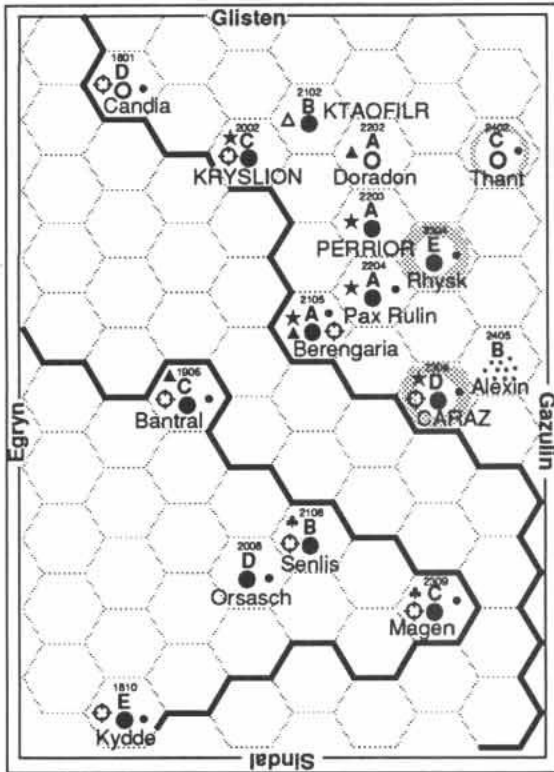 Glisten
1801
D
Candia
2102
B
KTAOFILR
2002
C
KRYSLION
2202
A
Doradon
2402
C
Thant
2203
A
PERRIOR
2304
E
Rhysk
2204
A
Pax Rulin
2105
A
Berengaria
2405
B
Alexin
1906
C
Bantral
2306
D
CARAZ
Egryn
Gazulin
2108
B
Senlis
2008
D
Orsasch
2309
C
Magen
1810
E
Kydde
Sindal